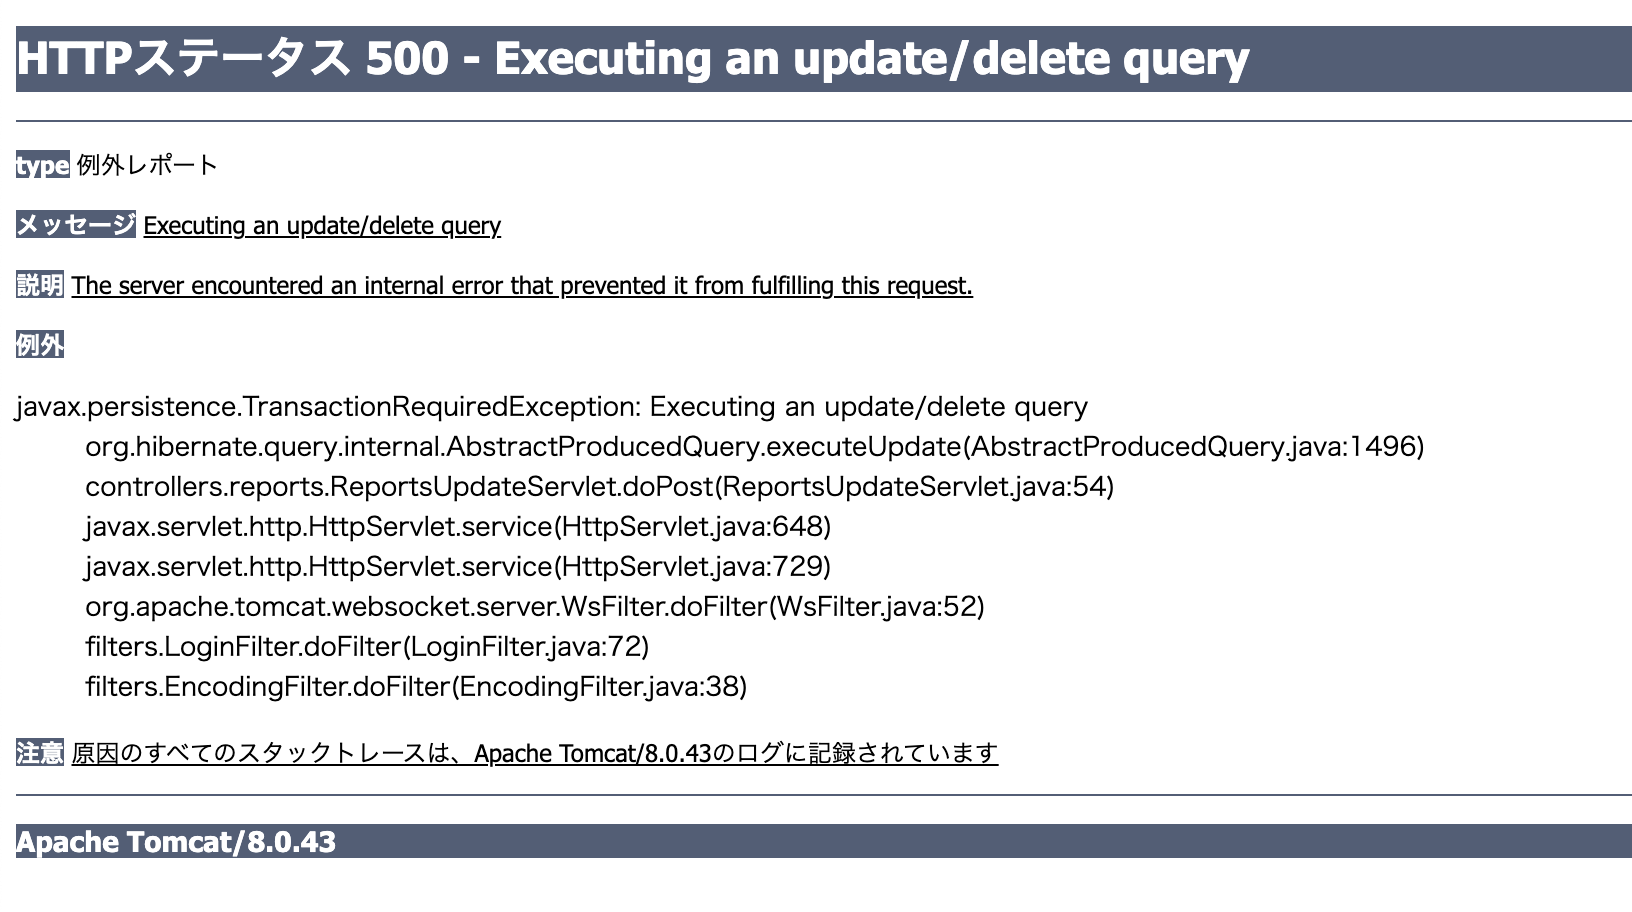 HTTPステータス 500 - Executing an update/delete query
type 例外レポート
メッセージ Executing an update/delete query
説明 The server encountered an internal error that prevented it from fulfilling this request.
例外
javax.persistence.TransactionRequiredException: Executing an update/delete query
org.hibernate.query.internal.AbstractProducedQuery.executeUpdate(AbstractProducedQuery.java:1496)
controllers.reports.ReportsUpdateServlet.doPost(ReportsUpdateServlet.java:54)
javax.servlet.http.HttpServlet.service(HttpServlet.java:648)
javax.servlet.http.HttpServlet.service(HttpServlet.java:729)
org.apache.tomcat.websocket.server.WsFilter.doFilter(WsFilter.java:52)
filters.LoginFilter.doFilter(LoginFilter.java:72)
filters.EncodingFilter.doFilter(EncodingFilter.java:38)
注意 原因のすべてのスタックトレースは、Apache Tomcat/8.0.43のログに記録されています
Apache Tomcat/8.0.43